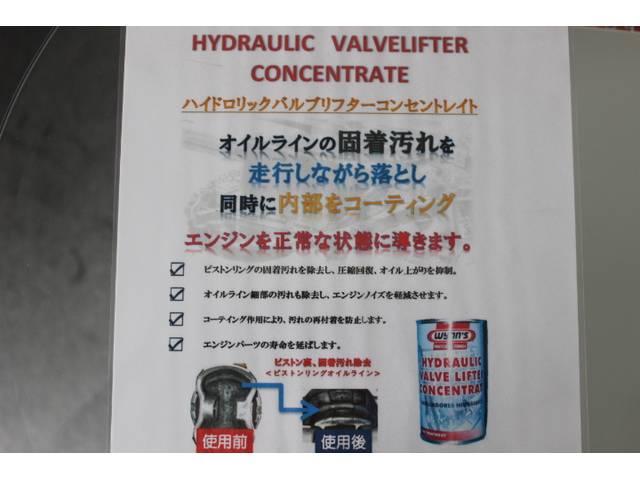 HYDRAULIC VALVELIFTER
CONCENTRATE
ハイドロリックバルブリフターコンセントレイト
オイルラインの固着汚れを
走行しながら落とし
同時に内部をコーティング
エンジンを正常な状態に導きます。
ピストンリングの固着汚れを除去し、圧縮回復、オイル上がりを抑制。
オイルライン細部の汚れも除去し、エンジンノイズを軽減させます。
コーティング作用により、汚れの再付着を防止します。
エンジンパーツの寿命を延ばします。
ピストン裏、固着汚れ除去
<ピストンリングオイルライン>
使用前
使用後
Wynn's
HYDRAULIC
VALVE LIFTE
CONCENTRAT